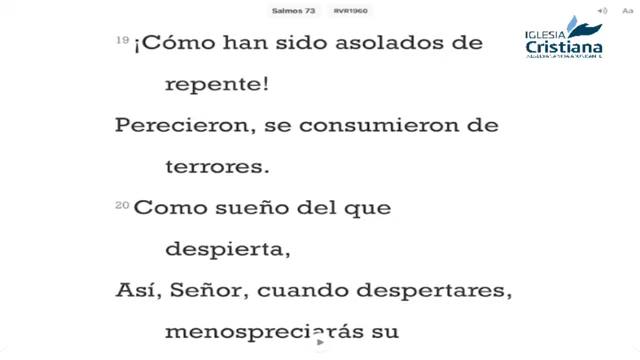 Salmos 73 RVR1960 Aa
IGLESIA
Cristiana
19 ¡Cómo han sido asolados de
repente!
Perecieron, se consumieron de
terrores.
20 Como sueño del que
despierta,
Así, Señor, cuando despertares,
menospreciarás su